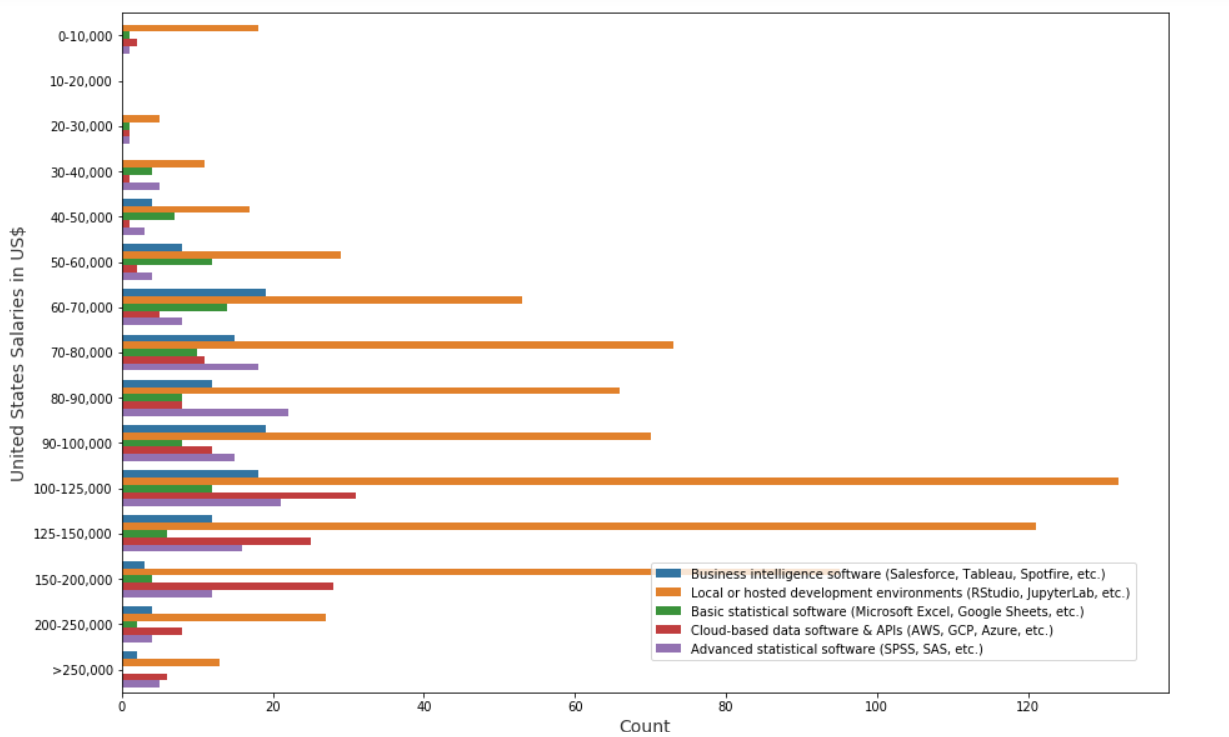 United States Salaries in US$
0-10,000
10-20,000
20-30,000
30-40,000
40-50,000
50-60,000
60-70,000
70-80,000
80-90,000
90-100,000
100-125,000
125-150,000
150-200,000
200-250,000
>250,000
Business intelligence software (Salesforce, Tableau, Spotfire, etc.)
Local or hosted development environments (RStudio, JupyterLab, etc.)
Basic statistical software (Microsoft Excel, Google Sheets, etc.)
Cloud-based data software & APIs (AWS, GCP, Azure, etc.)
Advanced statistical software (SPSS, SAS, etc.)
0 20 40 60 80 100 120
Count